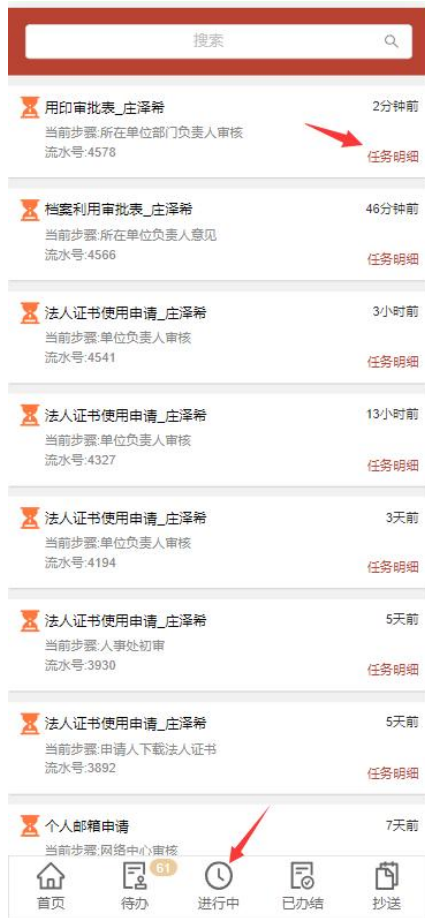 搜索
用印审批表_庄泽希 2分钟前
当前步骤:所在单位部门负责人审核
流水号:4578
任务明细
档案利用审批表_庄泽希 46分钟前
当前步骤:所在单位负责人意见
流水号:4566
任务明细
法人证书使用申请_庄泽希 3小时前
当前步骤:单位负责人审核
流水号:4541
任务明细
法人证书使用申请_庄泽希 13小时前
当前步骤:单位负责人审核
流水号:4327
任务明细
法人证书使用申请_庄泽希 3天前
当前步骤:单位负责人审核
流水号:4194
任务明细
法人证书使用申请_庄泽希 5天前
当前步骤:人事处初审
流水号:3930
任务明细
法人证书使用申请_庄泽希 5天前
当前步骤:申请人下载法人证书
流水号:3892
任务明细
个人邮箱申请 7天前
当前步骤:网络中心审核
61
首页 待办 进行中 已办结 抄送